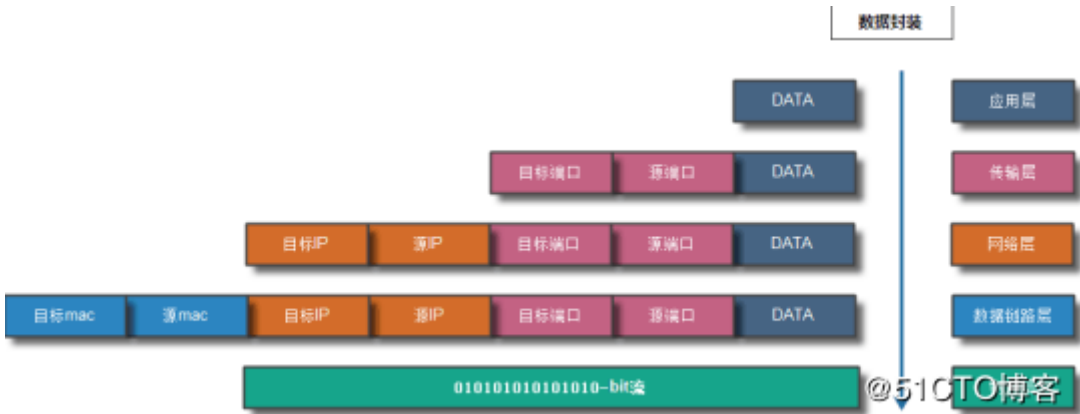 数据封装
DATA 应用层
目标端口 源端口 DATA 传输层
目标IP 源IP 目标端口 源端口 DATA 网络层
目标mac 源mac 目标IP 源IP 目标端口 源端口 DATA 数据链路层
010101010101010-bit流
@51CTO博客